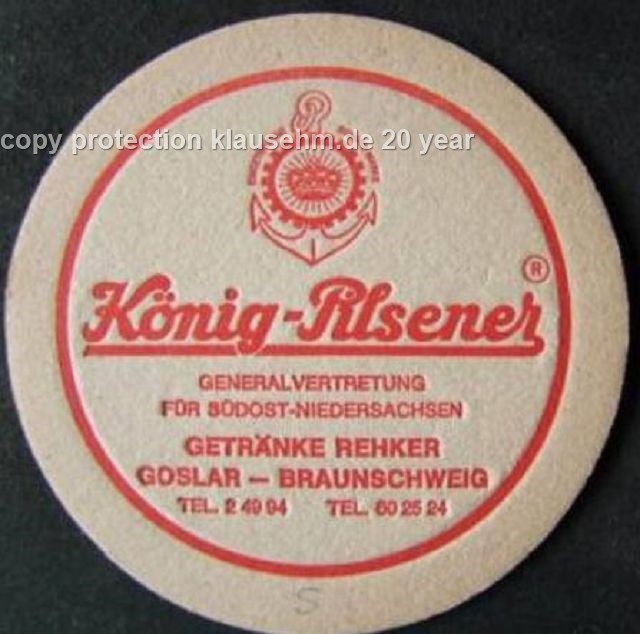 copy protection klausehm.de 20 year
König-Pilsener ®
GENERALVERTRETUNG
FÜR SÜDOST-NIEDERSACHSEN
GETRÄNKE REHKER
GOSLAR — BRAUNSCHWEIG
TEL. 2 49 94 TEL. 60 25 24
S